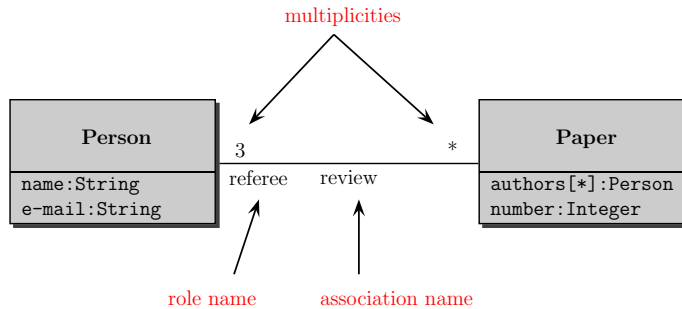 multiplicities
Person
name:String
e-mail:String
3
*
referee
review
Paper
authors[*]:Person
number:Integer
role name
association name